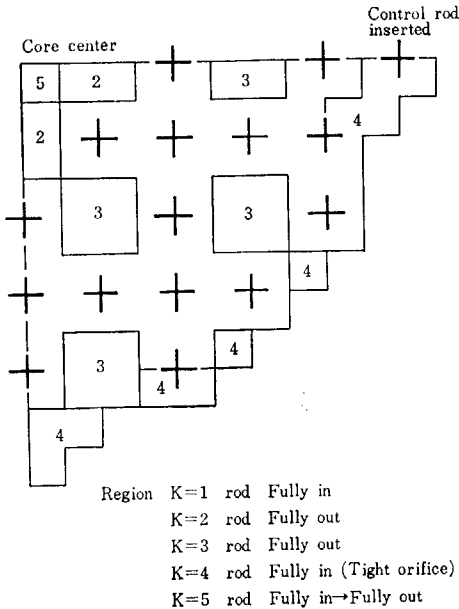 Control rod
inserted
Core center
5 2 3
4
2
3 3
4
3 4
4
4
Region K=1 rod Fully in
K=2 rod Fully out
K=3 rod Fully out
K=4 rod Fully in (Tight orifice)
K=5 rod Fully in→Fully out